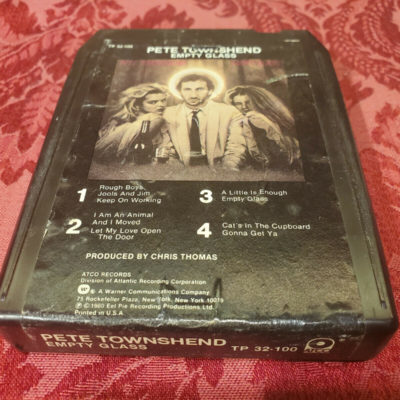 TP 32-100
PETE TOWNSHEND
EMPTY GLASS
1 Rough Boys
Jools And Jim
Keep On Working
2 I Am An Animal
And I Moved
Let My Love Open
The Door
3 A Little Is Enough
Empty Glass
4 Cat's In The Cupboard
Gonna Get Ya
PRODUCED BY CHRIS THOMAS
ATCO RECORDS
Division of Atlantic Recording Corporation
A Warner Communications Company
75 Rockefeller Plaza, New York, New York 10019
℗ © 1980 Eel Pie Recording Productions Ltd.
Printed in U.S.A.
PETE TOWNSHEND
EMPTY GLASS
TP 32-100
ATCO